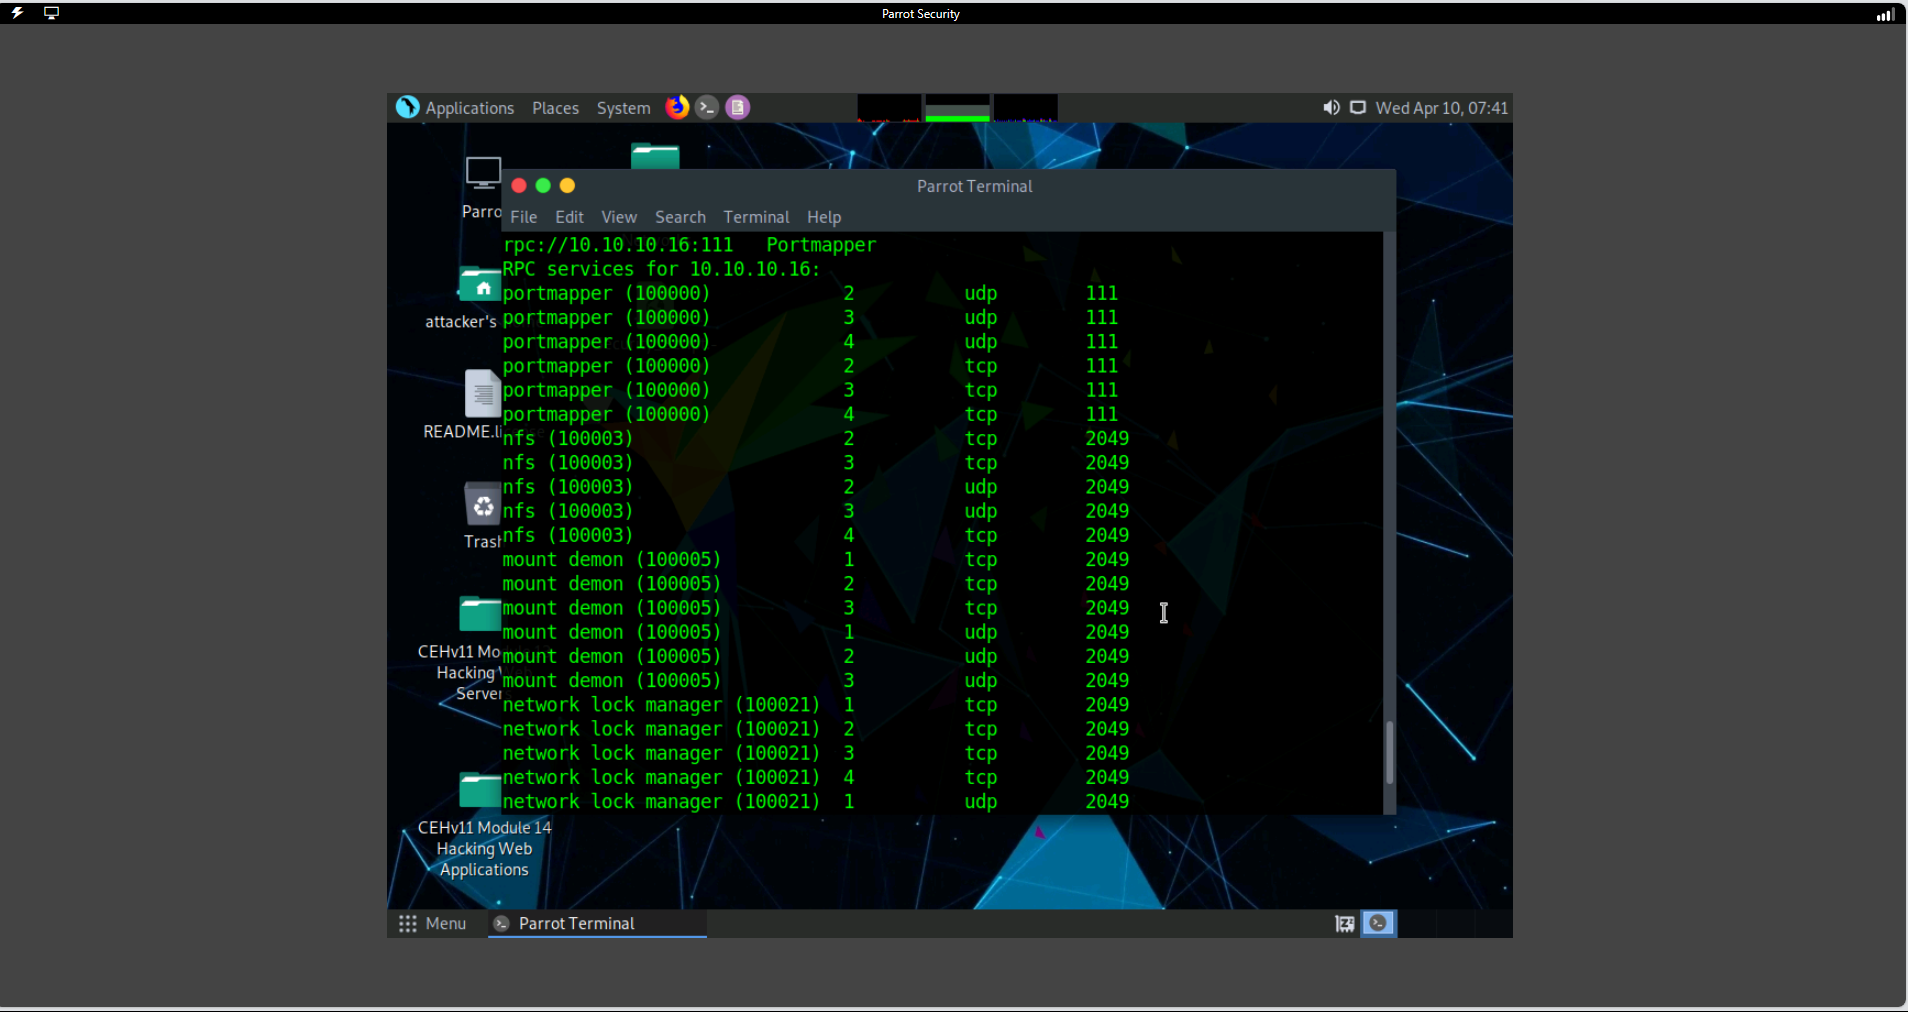 Parrot Security
Applications Places System Wed Apr 10, 07:41
Parrot Terminal
File Edit View Search Terminal Help
rpc://10.10.10.16:111 Portmapper
RPC services for 10.10.10.16:
portmapper (100000) 2 udp 111
portmapper (100000) 3 udp 111
portmapper (100000) 4 udp 111
portmapper (100000) 2 tcp 111
portmapper (100000) 3 tcp 111
portmapper (100000) 4 tcp 111
nfs (100003) 2 tcp 2049
nfs (100003) 3 tcp 2049
nfs (100003) 2 udp 2049
nfs (100003) 3 udp 2049
nfs (100003) 4 tcp 2049
mount demon (100005) 1 tcp 2049
mount demon (100005) 2 tcp 2049
mount demon (100005) 3 tcp 2049
mount demon (100005) 1 udp 2049
mount demon (100005) 2 udp 2049
mount demon (100005) 3 udp 2049
network lock manager (100021) 1 tcp 2049
network lock manager (100021) 2 tcp 2049
network lock manager (100021) 3 tcp 2049
network lock manager (100021) 4 tcp 2049
network lock manager (100021) 1 udp 2049
Parro
attacker's
README.li
Trash
CEHv11 Mo
Hacking
Server
CEHv11 Module 14
Hacking Web
Applications
Menu Parrot Terminal